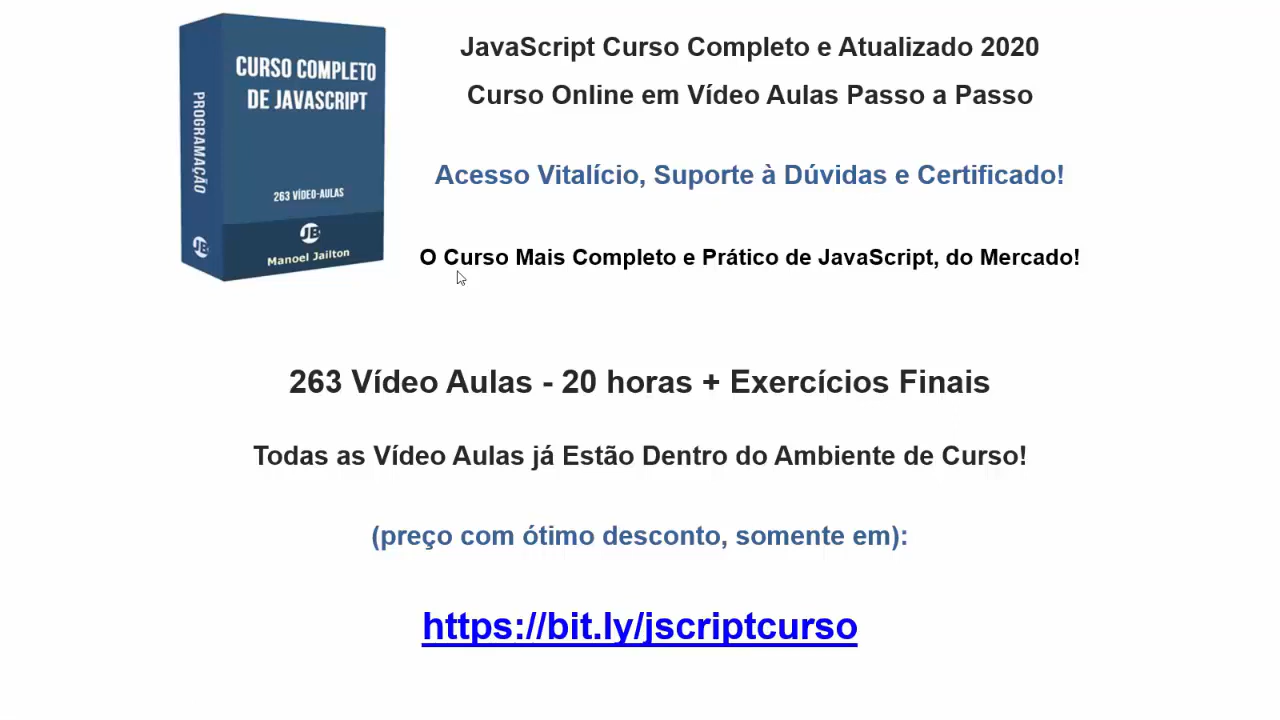 CURSO COMPLETO
DE JAVASCRIPT
PROGRAMAÇÃO
263 VÍDEO-AULAS
JB
JB
Manoel Jailton
JavaScript Curso Completo e Atualizado 2020
Curso Online em Vídeo Aulas Passo a Passo
Acesso Vitalício, Suporte à Dúvidas e Certificado!
O Curso Mais Completo e Prático de JavaScript, do Mercado!
263 Vídeo Aulas - 20 horas + Exercícios Finais
Todas as Vídeo Aulas já Estão Dentro do Ambiente de Curso!
(preço com ótimo desconto, somente em):
https://bit.ly/jscriptcurso